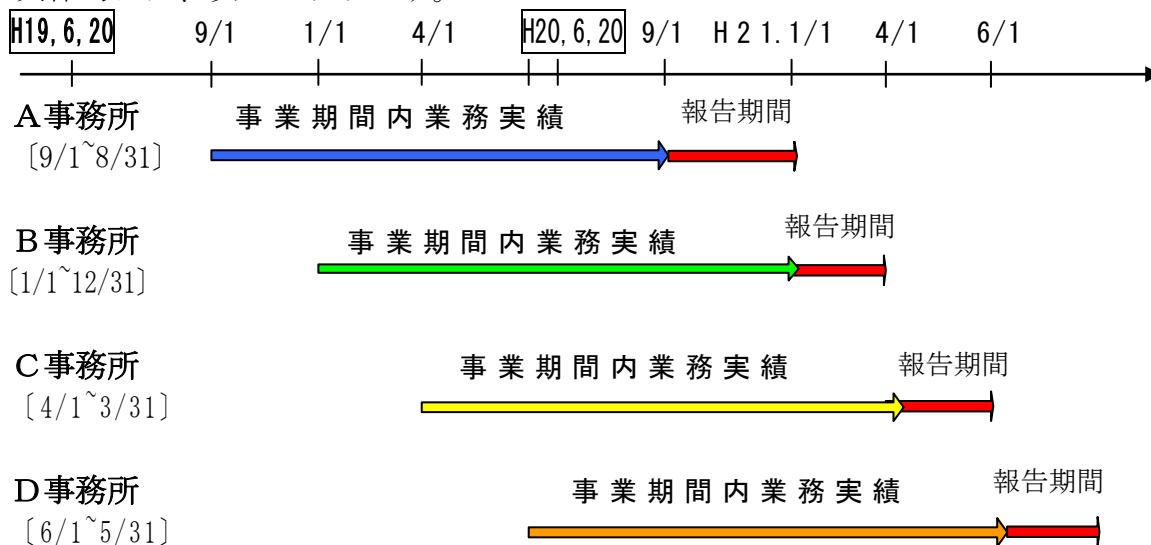 H19,6,20 9/1 1/1 4/1 H20,6,20 9/1 H21.1/1 4/1 6/1
A事務所 事業期間内業務実績 報告期間
〔9/1~8/31〕
B事務所 事業期間内業務実績 報告期間
〔1/1~12/31〕
C事務所 事業期間内業務実績 報告期間
〔4/1~3/31〕
D事務所 事業期間内業務実績 報告期間
〔6/1~5/31〕